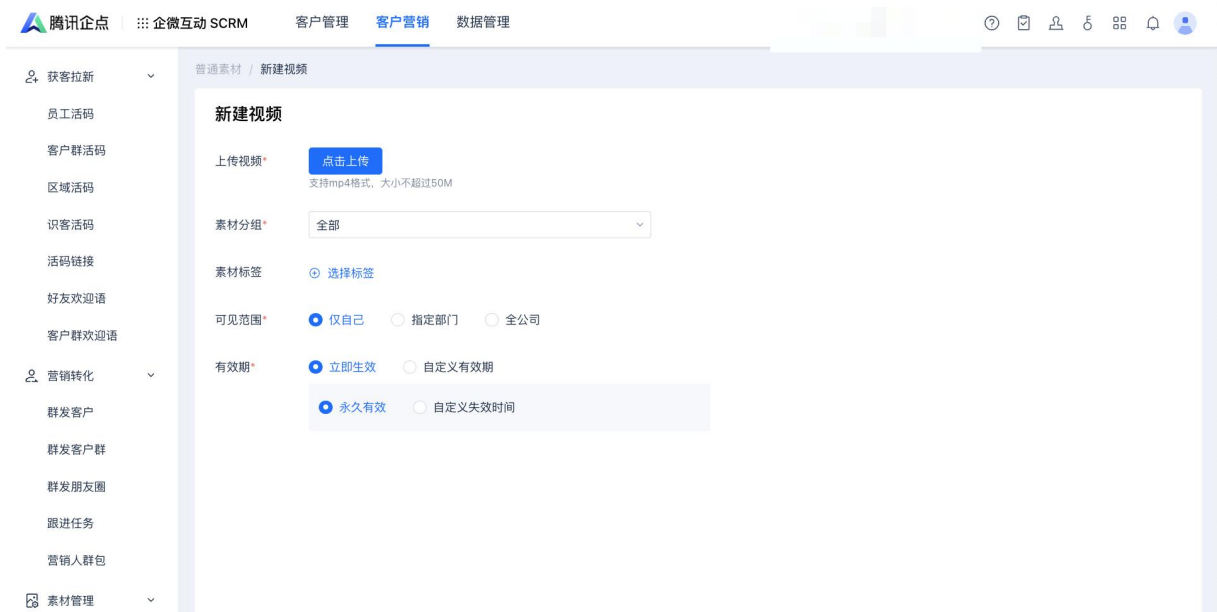 腾讯企点 企微互动 SCRM 客户管理 客户营销 数据管理
获客拉新
员工活码
客户群活码
区域活码
识客活码
活码链接
好友欢迎语
客户群欢迎语
营销转化
群发客户
群发客户群
群发朋友圈
跟进任务
营销人群包
素材管理
普通素材 / 新建视频
新建视频
上传视频* 点击上传
支持mp4格式，大小不超过50M
素材分组* 全部
素材标签 选择标签
可见范围* 仅自己 指定部门 全公司
有效期* 立即生效 自定义有效期
永久有效 自定义失效时间